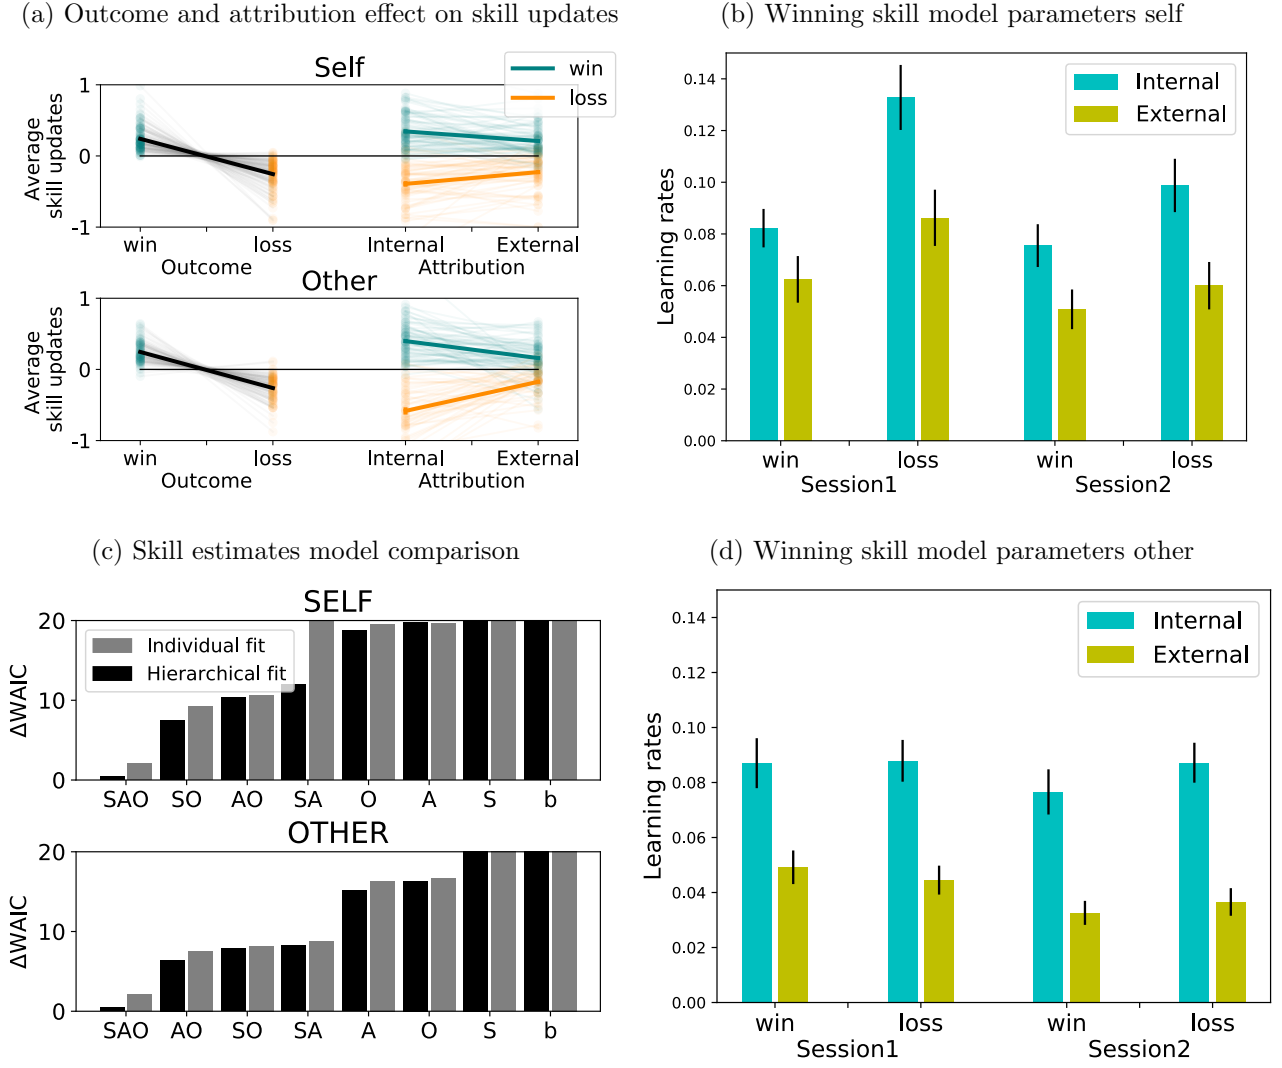 (a) Outcome and attribution effect on skill updates
Self
win
loss
Average
skill updates
1
0
-1
win
loss
Internal
External
Outcome
Attribution
Other
Average
skill updates
1
0
-1
win
loss
Internal
External
Outcome
Attribution
(b) Winning skill model parameters self
Internal
External
Learning rates
0.14
0.12
0.10
0.08
0.06
0.04
0.02
0.00
win
loss
win
loss
Session1
Session2
(c) Skill estimates model comparison
SELF
Individual fit
Hierarchical fit
ΔWAIC
20
10
0
SAO
SO
AO
SA
O
A
S
b
OTHER
ΔWAIC
20
10
0
SAO
AO
SO
SA
A
O
S
b
(d) Winning skill model parameters other
Internal
External
Learning rates
0.14
0.12
0.10
0.08
0.06
0.04
0.02
0.00
win
loss
win
loss
Session1
Session2